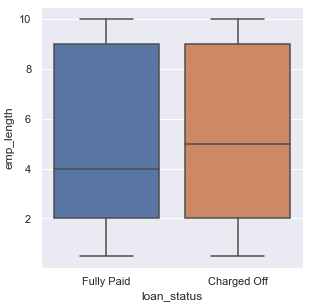 10
8
6
4
2
emp_length
Fully Paid
Charged Off
loan_status